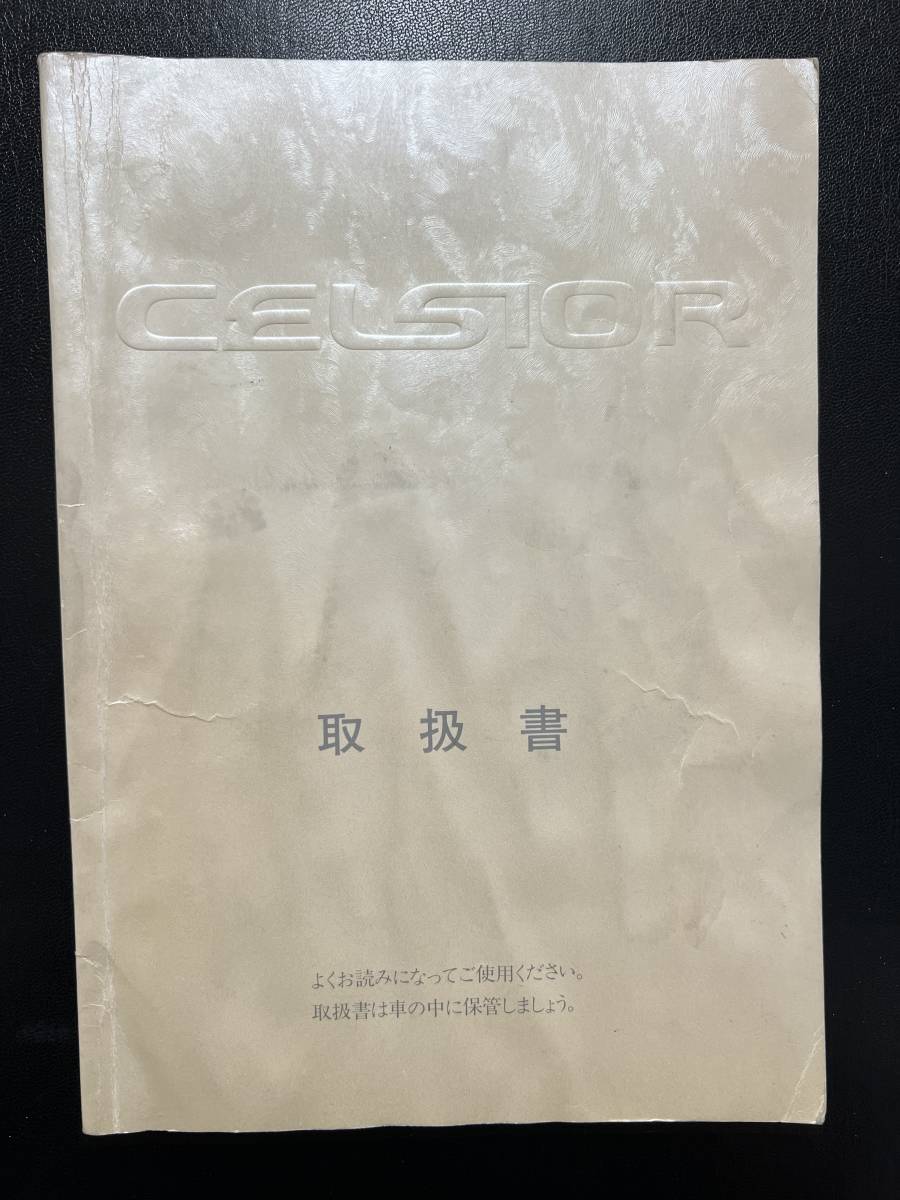 CELSIOR
取扱書
よくお読みになってご使用ください。
取扱書は車の中に保管しましょう。